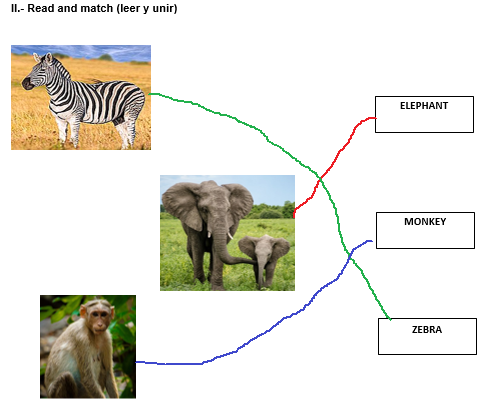 II.- Read and match (leer y unir)
ELEPHANT
MONKEY
ZEBRA